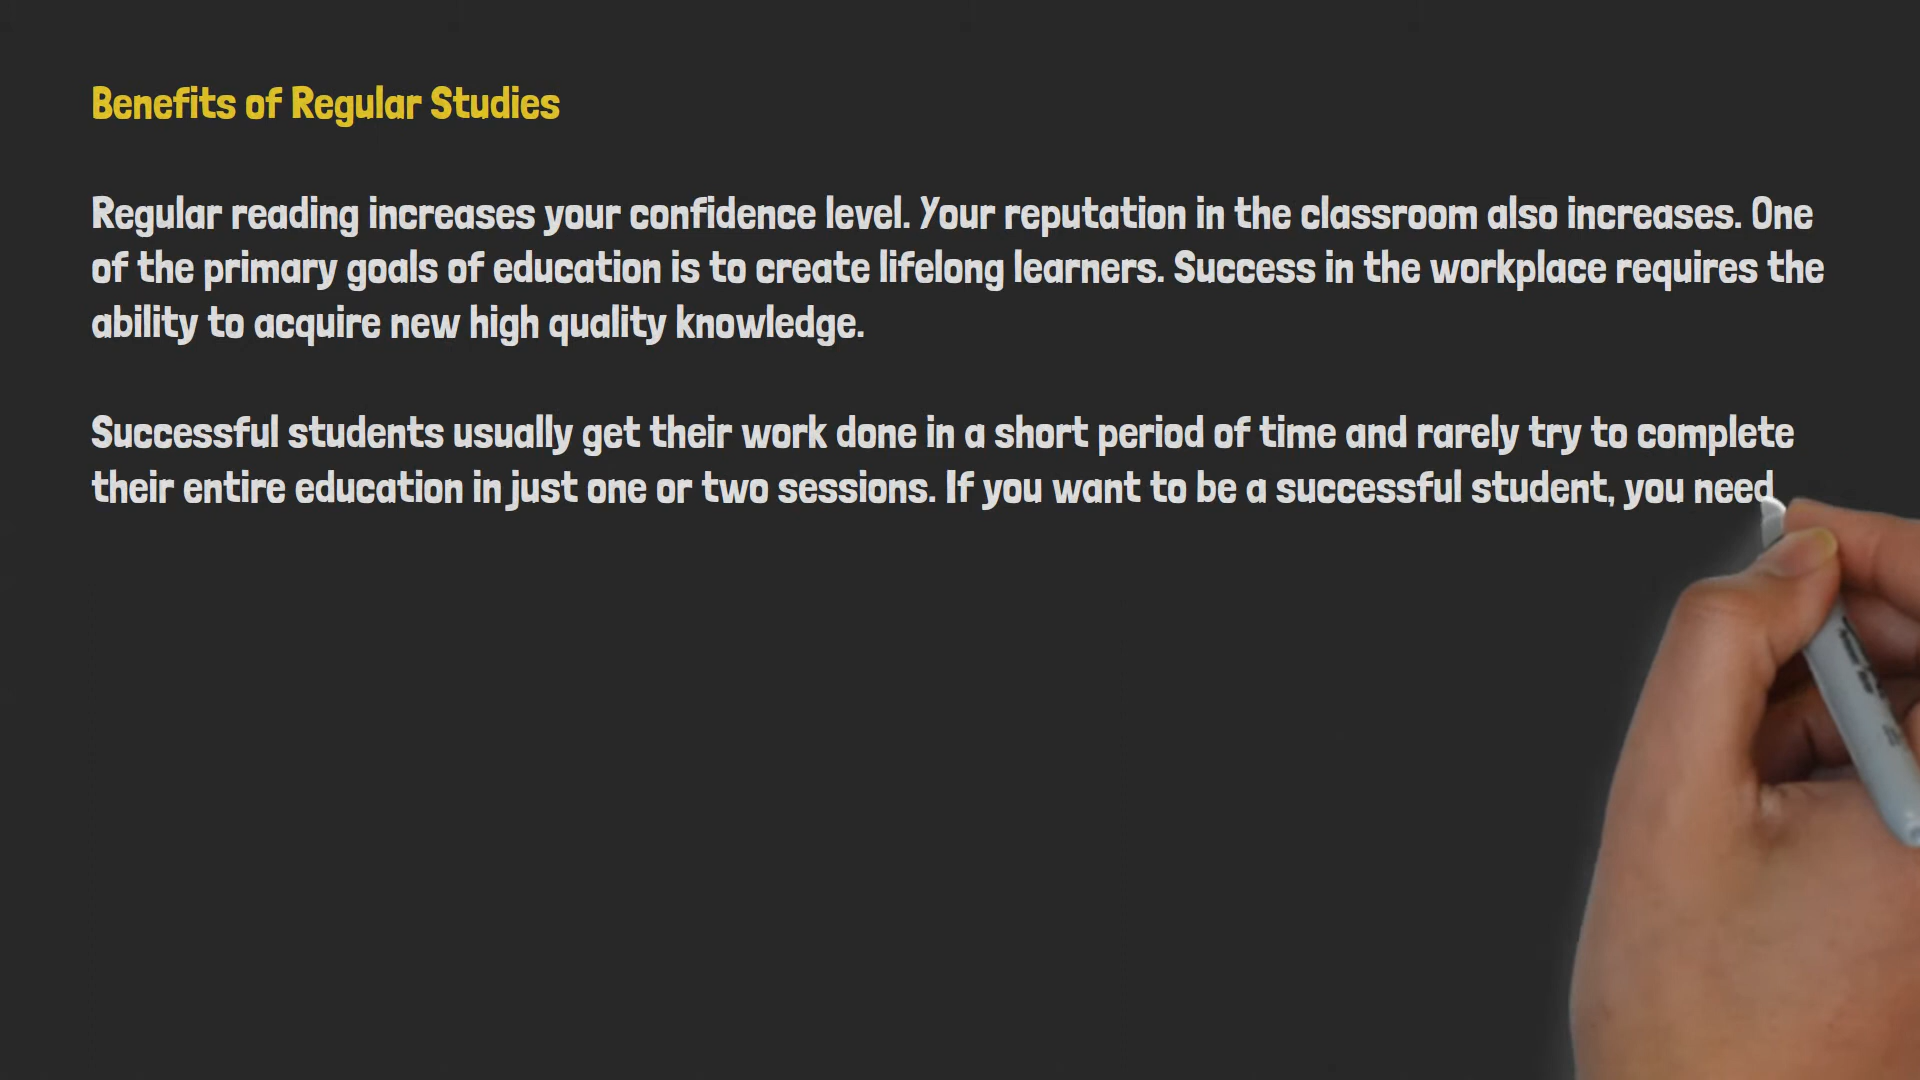 Benefits of Regular Studies
Regular reading increases your confidence level. Your reputation in the classroom also increases. One
of the primary goals of education is to create lifelong learners. Success in the workplace requires the
ability to acquire new high quality knowledge.
Successful students usually get their work done in a short period of time and rarely try to complete
their entire education in just one or two sessions. If you want to be a successful student, you need